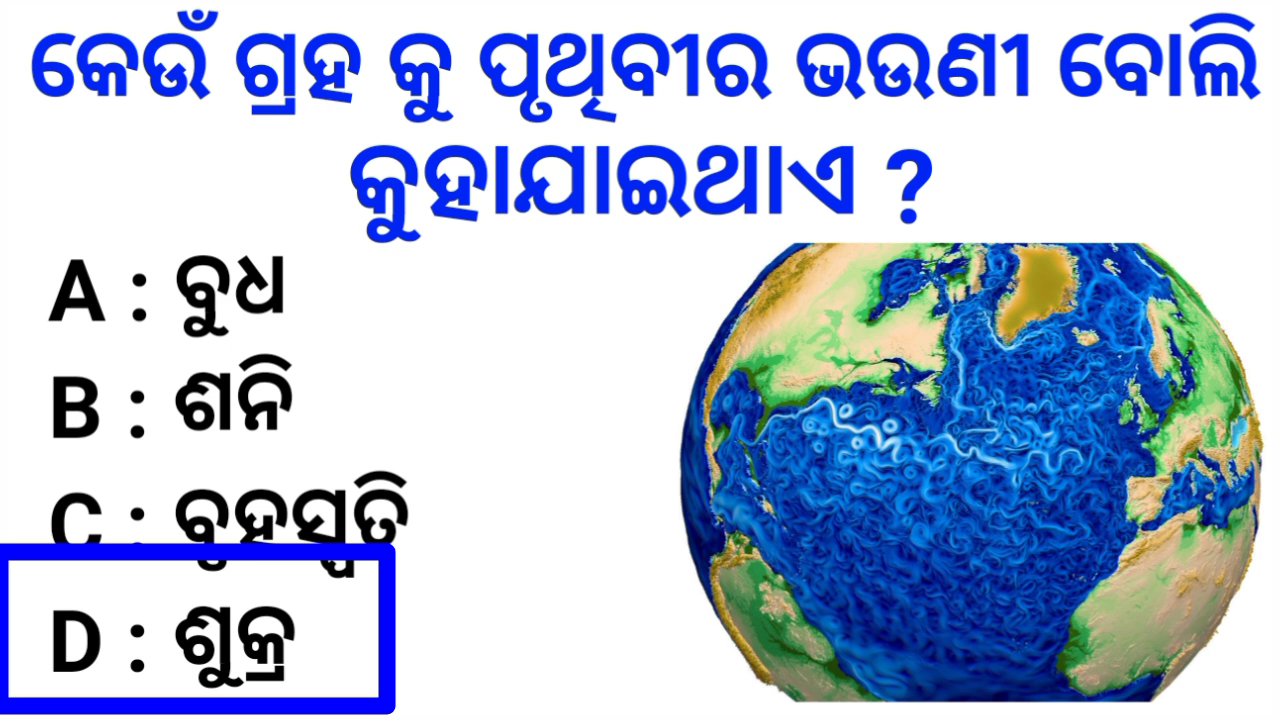 କେଉଁ ଗ୍ରହ କୁ ପୃଥିବୀର ଭଉଣୀ ବୋଲି
କୁହାଯାଇଥାଏ ?
A : ବୁଧ
B : ଶନି
C : ବୃହସ୍ପତି
D : ଶୁକ୍ର